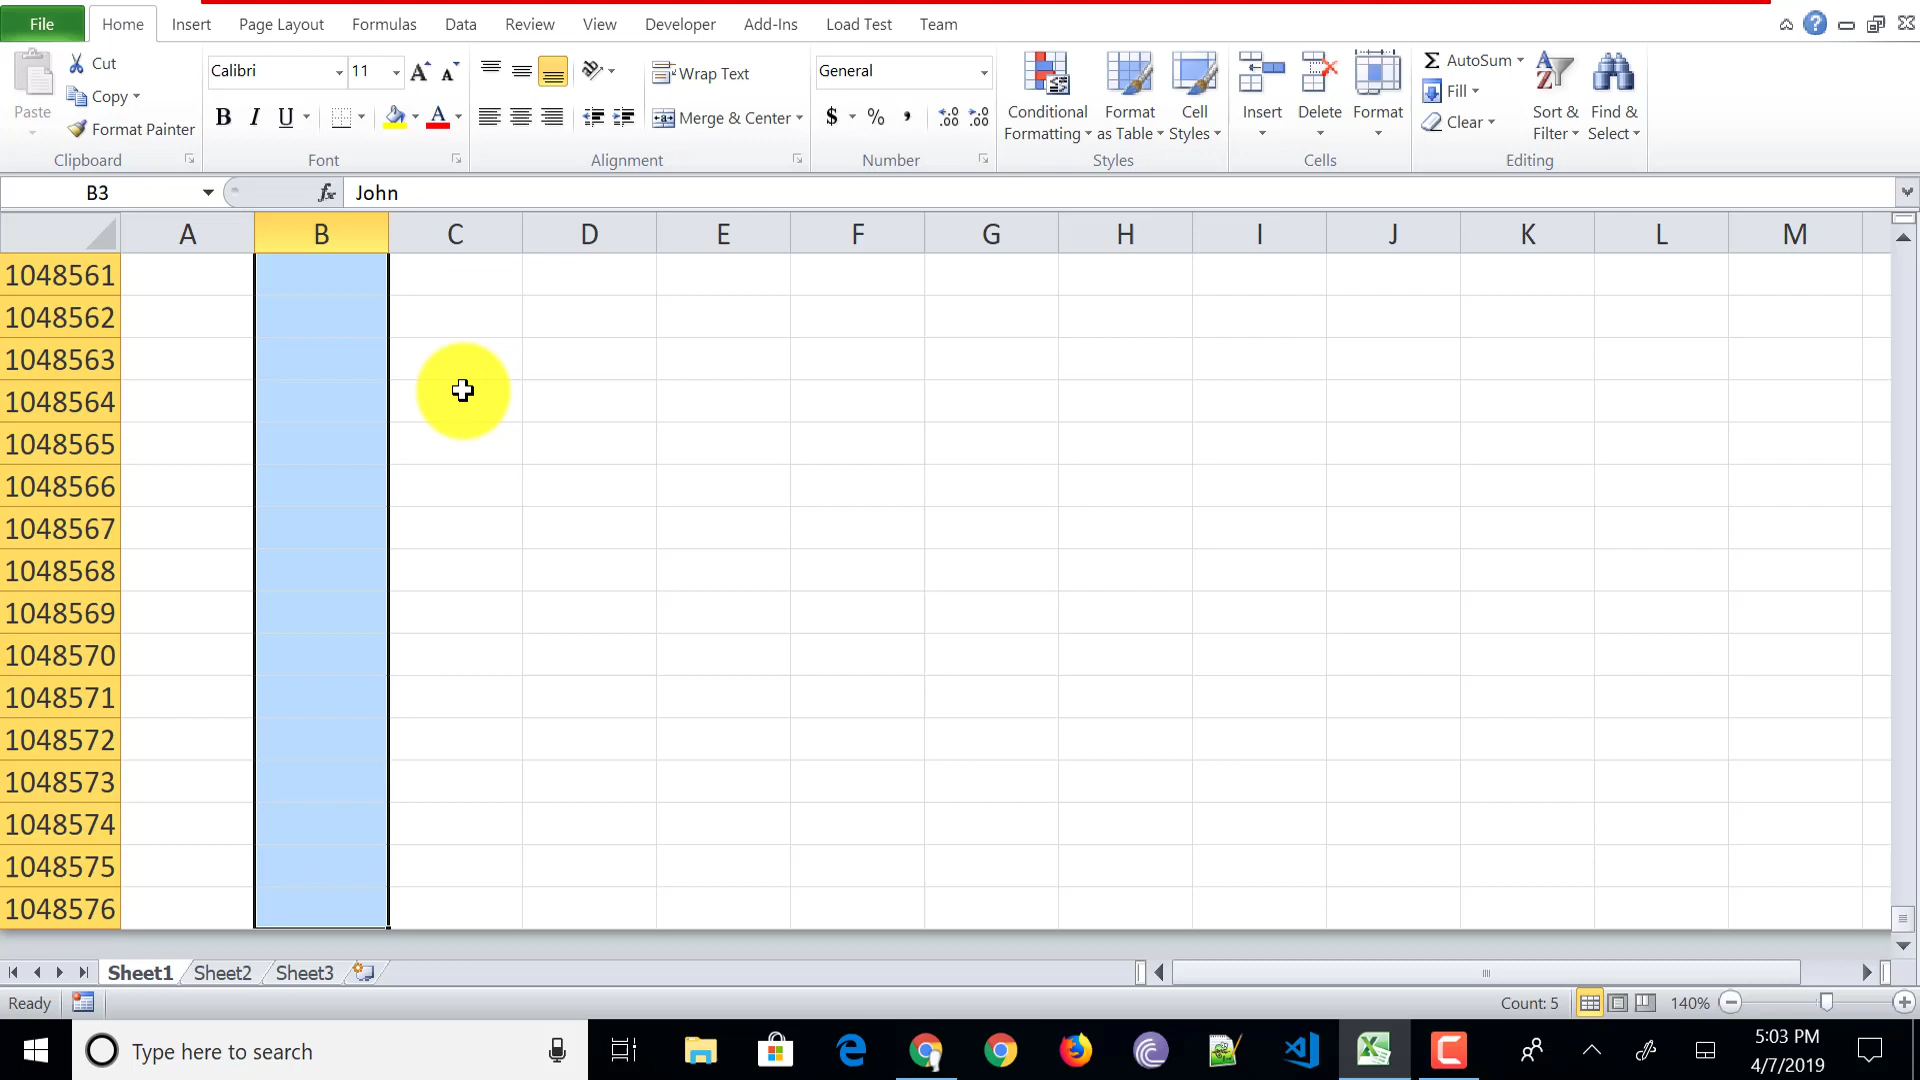 File Home Insert Page Layout Formulas Data Review View Developer Add-Ins Load Test Team
Paste
Cut
Copy
Format Painter
Clipboard
Calibri 11
B I U
Font
Wrap Text
Merge & Center
Alignment
General
$ % ,
Number
Conditional Formatting
Format as Table
Cell Styles
Styles
Insert Delete Format
Cells
Σ AutoSum
Fill
Clear
Sort & Filter
Find & Select
Editing
B3 fx John
A B C D E F G H I J K L M
1048561
1048562
1048563
1048564
1048565
1048566
1048567
1048568
1048569
1048570
1048571
1048572
1048573
1048574
1048575
1048576
Sheet1 Sheet2 Sheet3
Ready Count: 5 140%
Type here to search
5:03 PM
4/7/2019